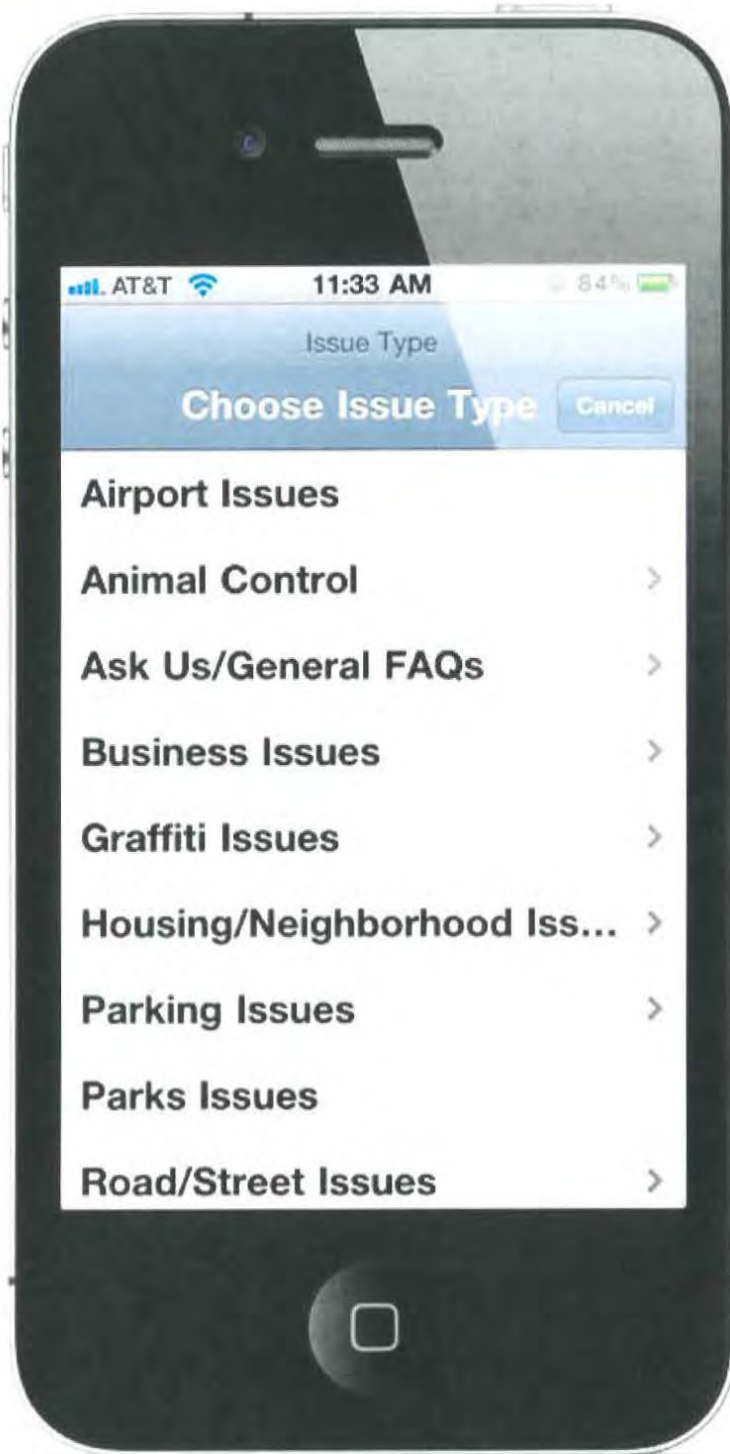 AT&T 11:33 AM 84%
Issue Type
Choose Issue Type Cancel
Airport Issues
Animal Control
Ask Us/General FAQs
Business Issues
Graffiti Issues
Housing/Neighborhood Iss...
Parking Issues
Parks Issues
Road/Street Issues